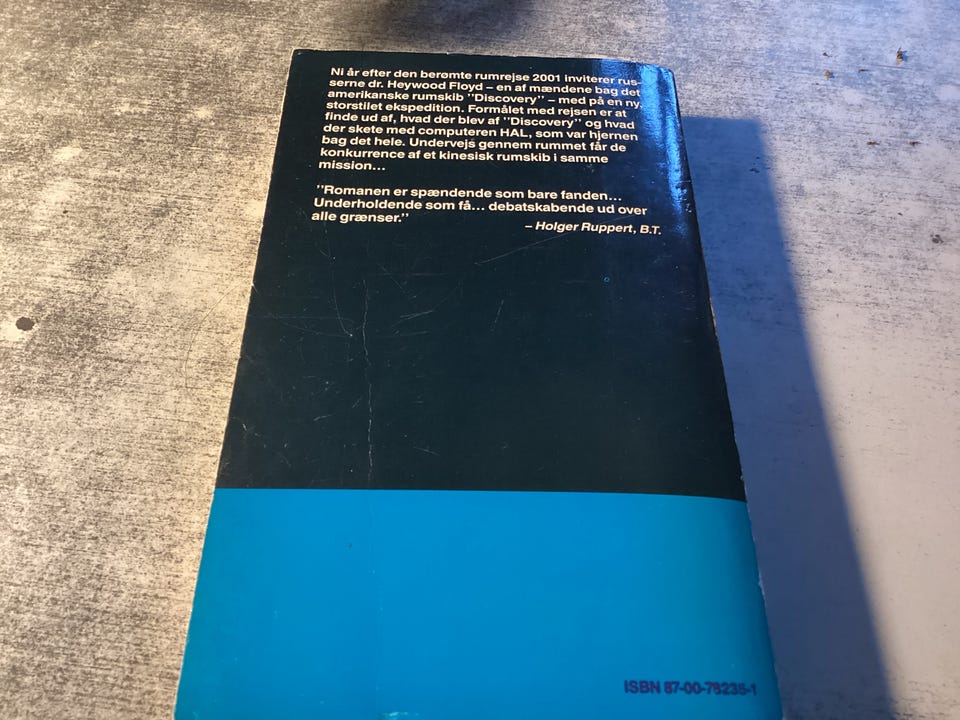 Ni år efter den berømte rumrejse 2001 inviterer rus-
serne dr. Heywood Floyd – en af mændene bag det
amerikanske rumskib ''Discovery'' – med på en ny,
storstilet ekspedition. Formålet med rejsen er at
finde ud af, hvad der blev af ''Discovery'' og hvad
der skete med computeren HAL, som var hjernen
bag det hele. Undervejs gennem rummet får de
konkurrence af et kinesisk rumskib i samme
mission...
''Romanen er spændende som bare fanden...
Underholdende som få... debatskabende ud over
alle grænser.''
– Holger Ruppert, B.T.
ISBN 87-00-78235-1